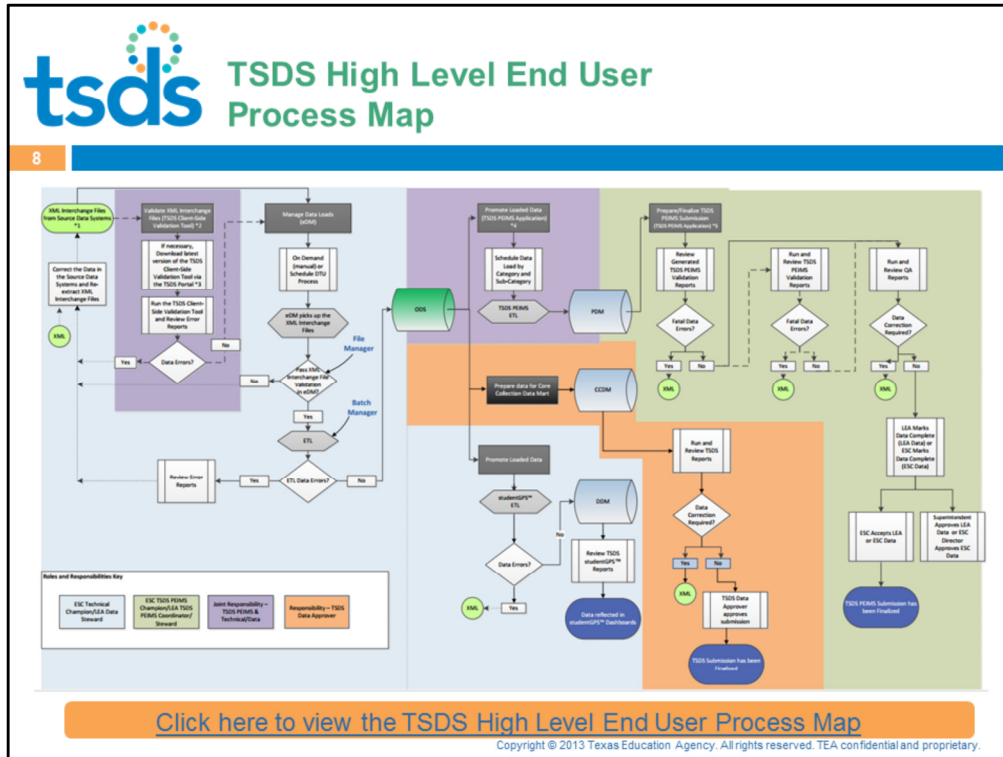 tsds
TSDS High Level End User
Process Map
8
XML Interchange Files
from Source Data Systems
*1
Validate XML Interchange
Files (TSDS Client-Side
Validation Tool) *2
Manage Data Loads
(eDM)
Correct the Data in
the Source Data
Systems and Re-
extract XML
Interchange Files
XML
If necessary,
Download latest
version of the TSDS
Client-Side
Validation Tool via
the TSDS Portal *3
Run the TSDS Client-
Side Validation Tool
and Review Error
Reports
Data Errors?
Yes
No
On Demand
(manual) or
Schedule DTU
Process
eDM picks up the
XML Interchange
Files
File
Manager
Pass XML
Interchange File
Validation
in eDM?
No
Yes
Batch
Manager
ETL
ETL Data Errors?
Yes
No
Review Error
Reports
ODS
Promote Loaded Data
(TSDS PEIMS Application)
*4
Schedule Data
Load by
Category and
Sub-Category
TSDS PEIMS
ETL
PDM
Prepare data for Core
Collection Data Mart
CCDM
Promote Loaded Data
studentGPS™
ETL
Data Errors?
No
Yes
XML
DDM
Review TSDS
studentGPS™
Reports
Data reflected in
studentGPS™ Dashboards
Prepare/Finalize TSDS
PEIMS Submission
(TSDS PEIMS Application) *5
Review
Generated
TSDS PEIMS
Validation
Reports
Fatal Data
Errors?
Yes
No
XML
Run and
Review TSDS
PEIMS
Validation
Reports
Fatal Data
Errors?
Yes
No
XML
Run and
Review QA
Reports
Data
Correction
Required?
Yes
No
XML
LEA Marks
Data Complete
(LEA Data) or
ESC Marks
Data Complete
(ESC Data)
ESC Accepts LEA
or ESC Data
Superintendent
Approves LEA
Data or ESC
Director
Approves ESC
Data
TSDS PEIMS Submission has
been Finalized
Run and
Review TSDS
Reports
Data
Correction
Required?
Yes
No
XML
TSDS Data
Approver
approves
submission
TSDS Submission has been
Finalized
Roles and Responsibilities Key
ESC Technical
Champion/LEA Data
Steward
ESC TSDS PEIMS
Champion/LEA TSDS
PEIMS Coordinator/
Steward
Joint Responsibility –
TSDS PEIMS &
Technical/Data
Responsibility – TSDS
Data Approver
Click here to view the TSDS High Level End User Process Map
Copyright © 2013 Texas Education Agency. All rights reserved. TEA confidential and proprietary.